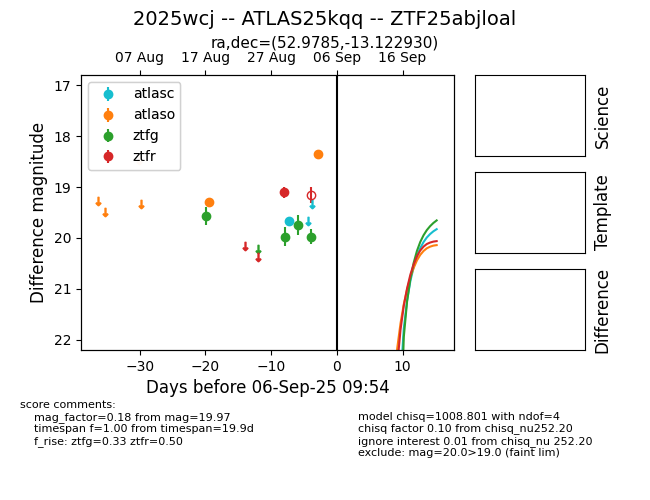 2025wcj -- ATLAS25kqq -- ZTF25abjloal
ra,dec=(52.9785,-13.122930)
07 Aug 17 Aug 27 Aug 06 Sep 16 Sep
atlasc
atlaso
ztfg
ztfr
17
18
19
20
21
22
Difference magnitude
−30 −20 −10 0 10
Days before 06-Sep-25 09:54
Science
Template
Difference
score comments:
mag_factor=0.18 from mag=19.97
timespan f=1.00 from timespan=19.9d
f_rise: ztfg=0.33 ztfr=0.50
model chisq=1008.801 with ndof=4
chisq factor 0.10 from chisq_nu252.20
ignore interest 0.01 from chisq_nu 252.20
exclude: mag=20.0>19.0 (faint lim)